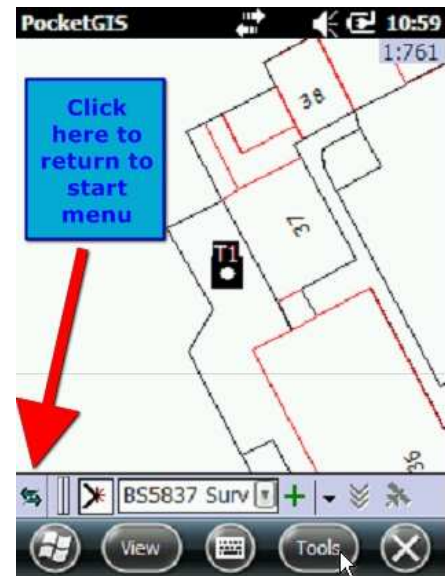 PocketGIS 10:59
1:761
Click
here to
return to
start
menu
38
37
T1
36
BS5837 Surv
View Tools